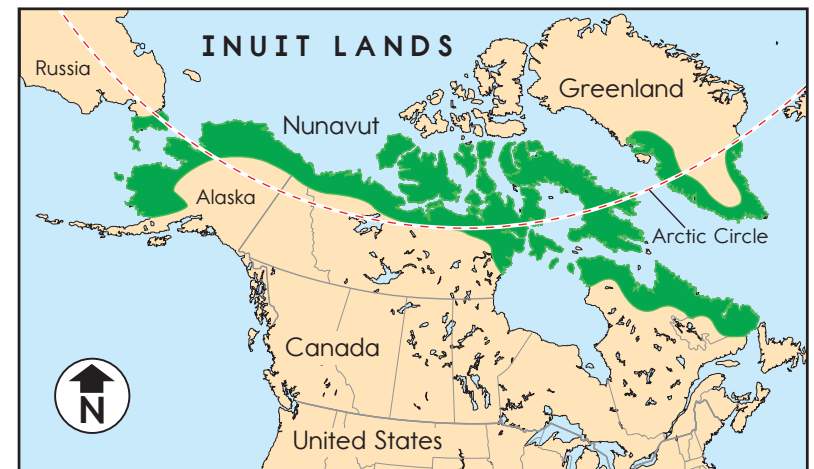 INUIT LANDS
Russia
Greenland
Nunavut
Alaska
Arctic Circle
Canada
N
United States